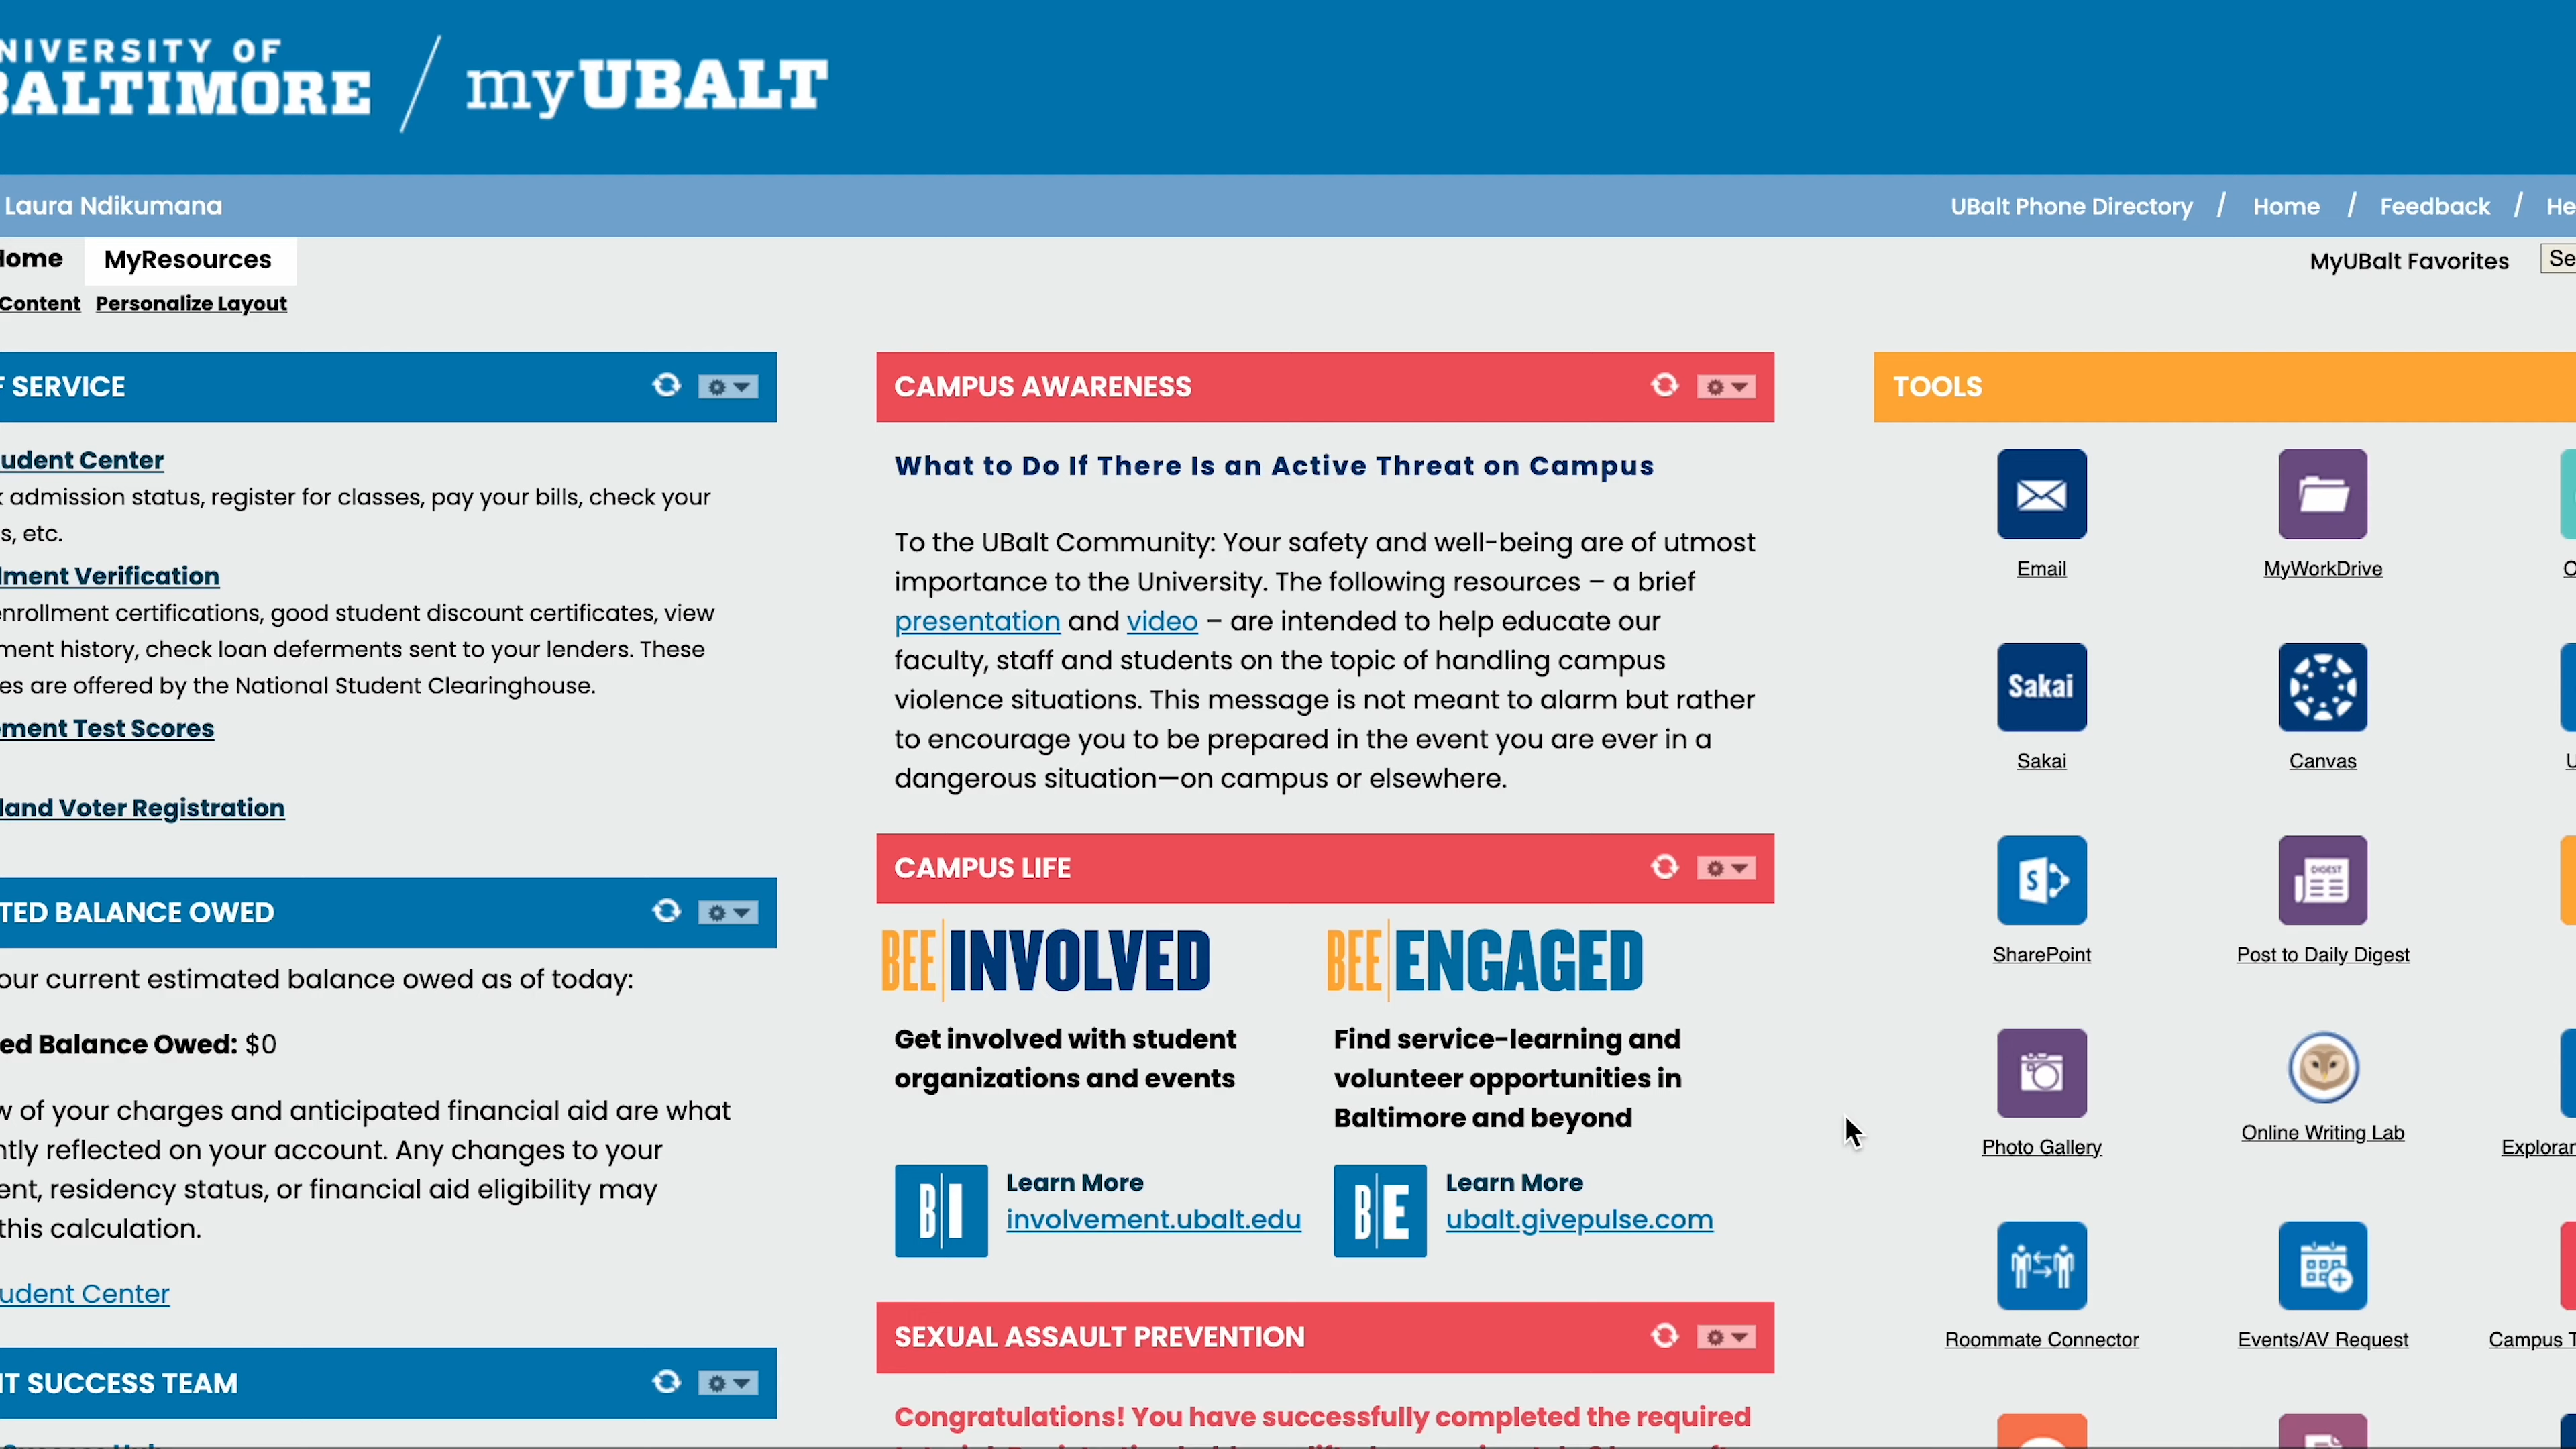 NIVERSITY OF
BALTIMORE
myUBALT
Laura Ndikumana
UBalt Phone Directory / Home / Feedback / He
Home
MyResources
MyUBalt Favorites
Se
Content Personalize Layout
F SERVICE
udent Center
admission status, register for classes, pay your bills, check your
s, etc.
lment Verification
enrollment certifications, good student discount certificates, view
ment history, check loan deferments sent to your lenders. These
es are offered by the National Student Clearinghouse.
ement Test Scores
land Voter Registration
TED BALANCE OWED
our current estimated balance owed as of today:
ed Balance Owed: $0
w of your charges and anticipated financial aid are what
ntly reflected on your account. Any changes to your
ent, residency status, or financial aid eligibility may
this calculation.
udent Center
IT SUCCESS TEAM
CAMPUS AWARENESS
What to Do If There Is an Active Threat on Campus
To the UBalt Community: Your safety and well-being are of utmost
importance to the University. The following resources – a brief
presentation and video – are intended to help educate our
faculty, staff and students on the topic of handling campus
violence situations. This message is not meant to alarm but rather
to encourage you to be prepared in the event you are ever in a
dangerous situation—on campus or elsewhere.
CAMPUS LIFE
BEE INVOLVED
Get involved with student
organizations and events
BI
Learn More
involvement.ubalt.edu
BEE ENGAGED
Find service-learning and
volunteer opportunities in
Baltimore and beyond
BE
Learn More
ubalt.givepulse.com
SEXUAL ASSAULT PREVENTION
Congratulations! You have successfully completed the required
TOOLS
Email
MyWorkDrive
Sakai
Sakai
Canvas
S
SharePoint
DIGEST
Post to Daily Digest
Photo Gallery
Online Writing Lab
Explorar
Roommate Connector
Events/AV Request
Campus T